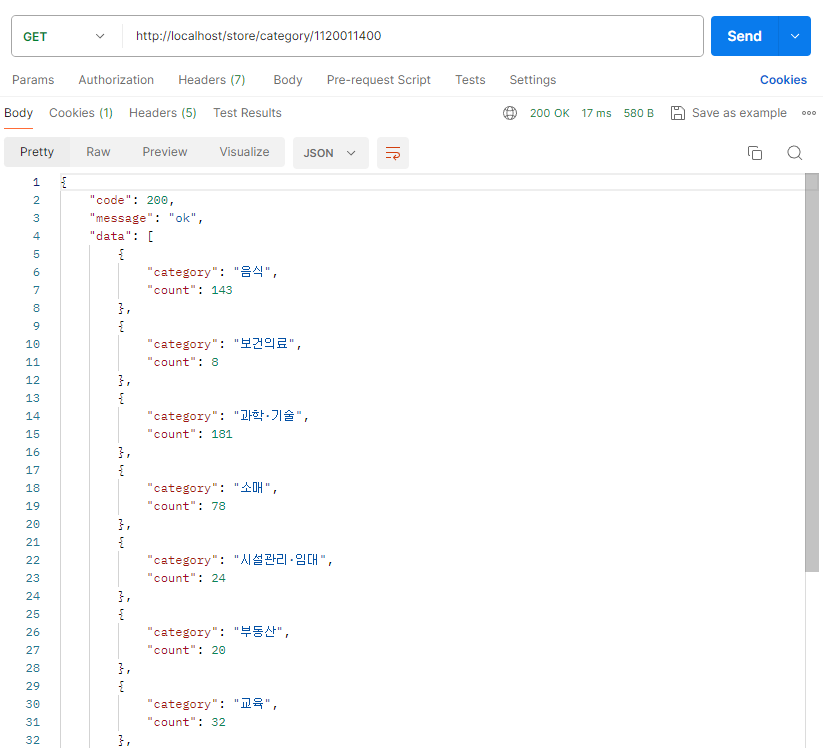 GET http://localhost/store/category/1120011400 Send
Params Authorization Headers (7) Body Pre-request Script Tests Settings Cookies
Body Cookies (1) Headers (5) Test Results 200 OK 17 ms 580 B Save as example
Pretty Raw Preview Visualize JSON
1 {
2 "code": 200,
3 "message": "ok",
4 "data": [
5 {
6 "category": "음식",
7 "count": 143
8 },
9 {
10 "category": "보건의료",
11 "count": 8
12 },
13 {
14 "category": "과학·기술",
15 "count": 181
16 },
17 {
18 "category": "소매",
19 "count": 78
20 },
21 {
22 "category": "시설관리·임대",
23 "count": 24
24 },
25 {
26 "category": "부동산",
27 "count": 20
28 },
29 {
30 "category": "교육",
31 "count": 32
32 },